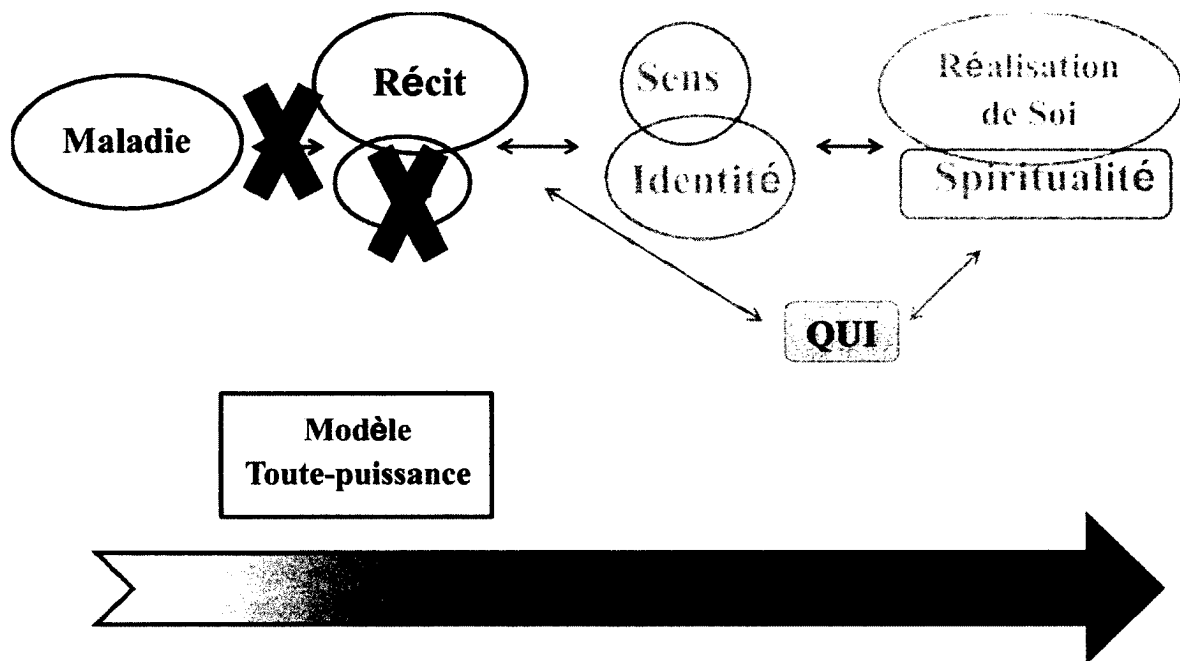 Maladie
Récit
Sens
Identité
Réalisation
de Soi
Spiritualité
QUI
Modèle
Toute-puissance